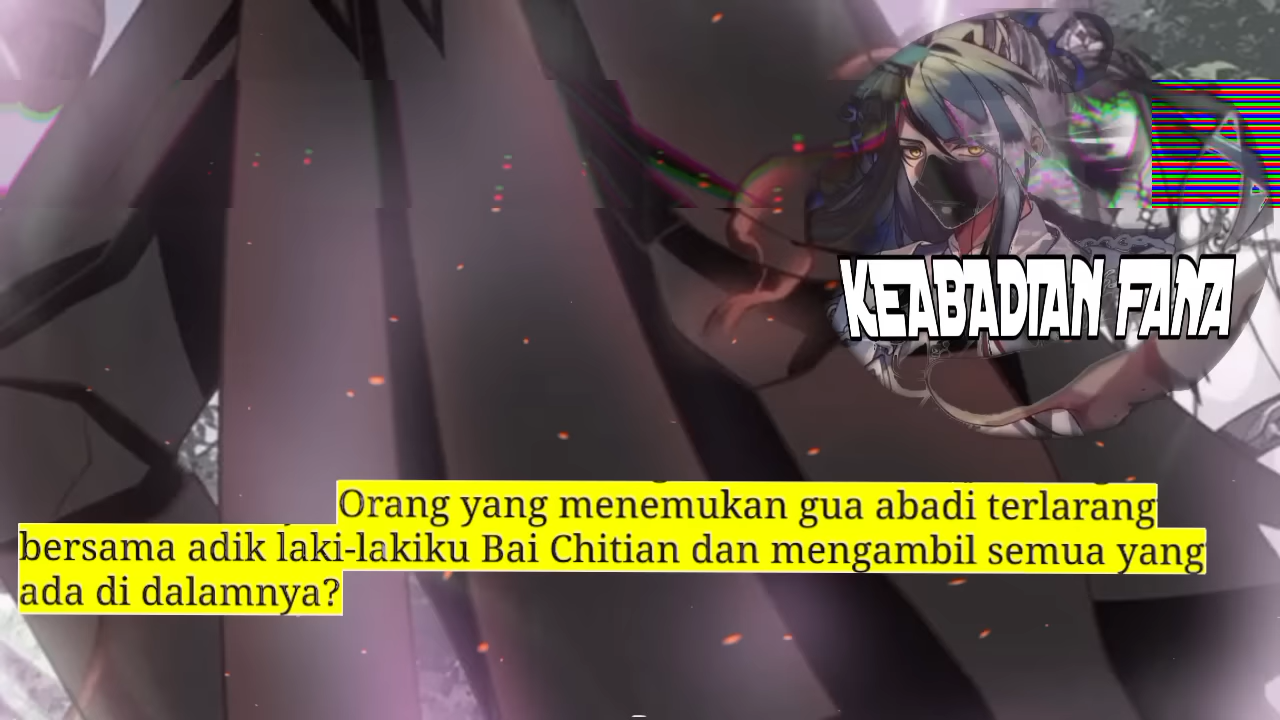 KEABADIAN FANA
Orang yang menemukan gua abadi terlarang
bersama adik laki-lakiku Bai Chitian dan mengambil semua yang
ada di dalamnya?